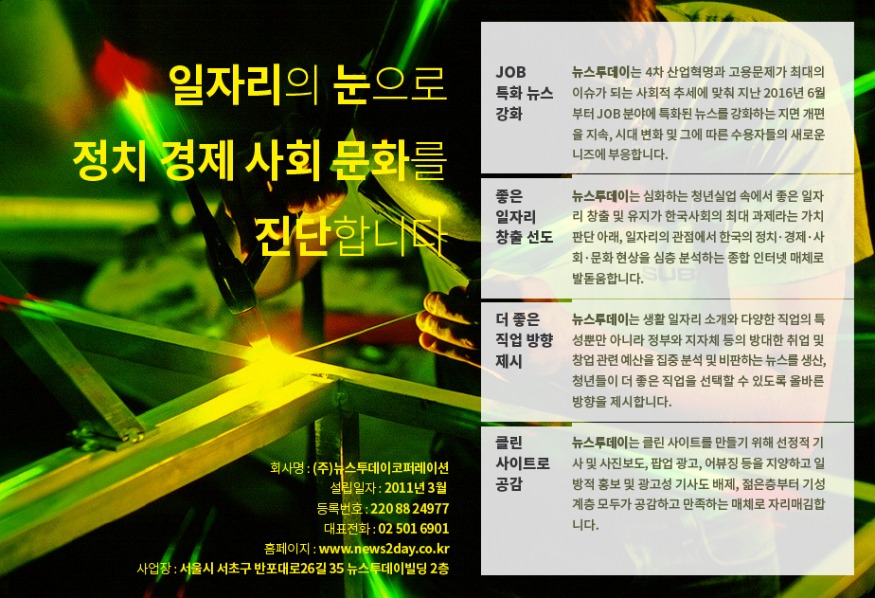 일자리의 눈으로
정치 경제 사회 문화를
진단합니다
회사명 : (주)뉴스투데이코퍼레이션
설립일자 : 2011년 3월
등록번호 : 220 88 24977
대표전화 : 02 501 6901
홈페이지 : www.news2day.co.kr
사업장 : 서울시 서초구 반포대로26길 35 뉴스투데이빌딩 2층
JOB
특화 뉴스
강화
뉴스투데이는 4차 산업혁명과 고용문제가 최대의
이슈가 되는 사회적 추세에 맞춰 지난 2016년 6월
부터 JOB 분야에 특화된 뉴스를 강화하는 지면 개편
을 지속, 시대 변화 및 그에 따른 수용자들의 새로운
니즈에 부응합니다.
좋은
일자리
창출 선도
뉴스투데이는 심화하는 청년실업 속에서 좋은 일자
리 창출 및 유지가 한국사회의 최대 과제라는 가치
판단 아래, 일자리의 관점에서 한국의 정치·경제·사
회·문화 현상을 심층 분석하는 종합 인터넷 매체로
발돋움합니다.
SUB
더 좋은
직업 방향
제시
뉴스투데이는 생활 일자리 소개와 다양한 직업의 특
성뿐만 아니라 정부와 지자체 등의 방대한 취업 및
창업 관련 예산을 집중 분석 및 비판하는 뉴스를 생산,
청년들이 더 좋은 직업을 선택할 수 있도록 올바른
방향을 제시합니다.
클린
사이트로
공감
뉴스투데이는 클린 사이트를 만들기 위해 선정적 기
사 및 사진보도, 팝업 광고, 어뷰징 등을 지양하고 일
방적 홍보 및 광고성 기사도 배제, 젊은층부터 기성
계층 모두가 공감하고 만족하는 매체로 자리매김합
니다.